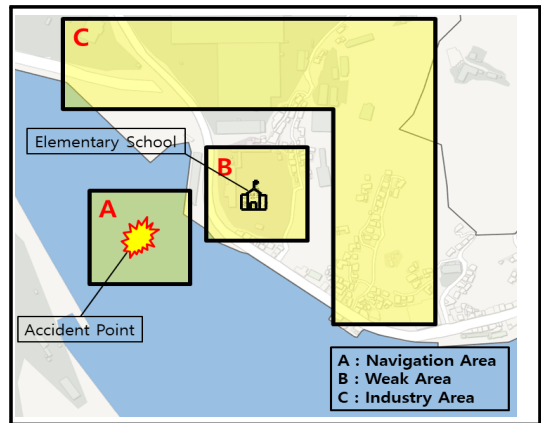 C
Elementary School
B
A
Accident Point
A : Navigation Area
B : Weak Area
C : Industry Area